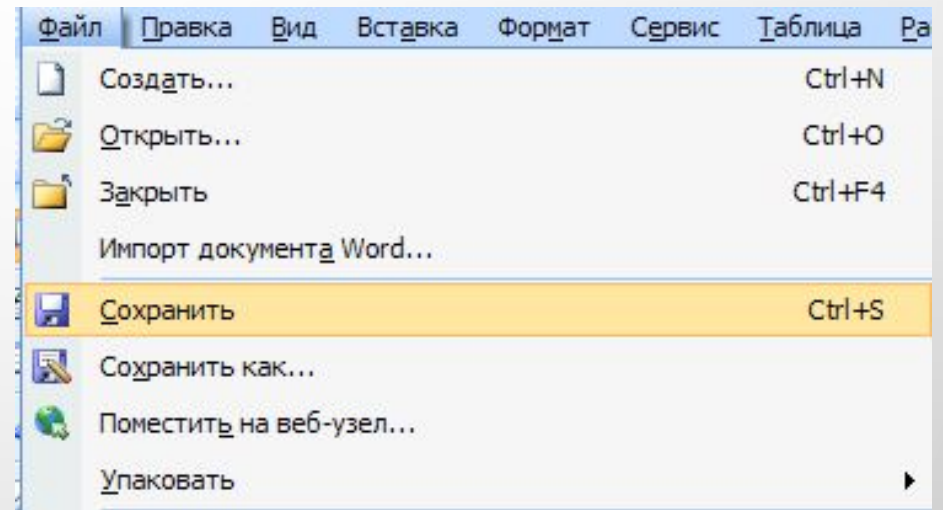 Файл Правка Вид Вставка Формат Сервис Таблица Ра
Создать... Ctrl+N
Открыть... Ctrl+O
Закрыть Ctrl+F4
Импорт документа Word...
Сохранить Ctrl+S
Сохранить как...
Поместить на веб-узел...
Упаковать